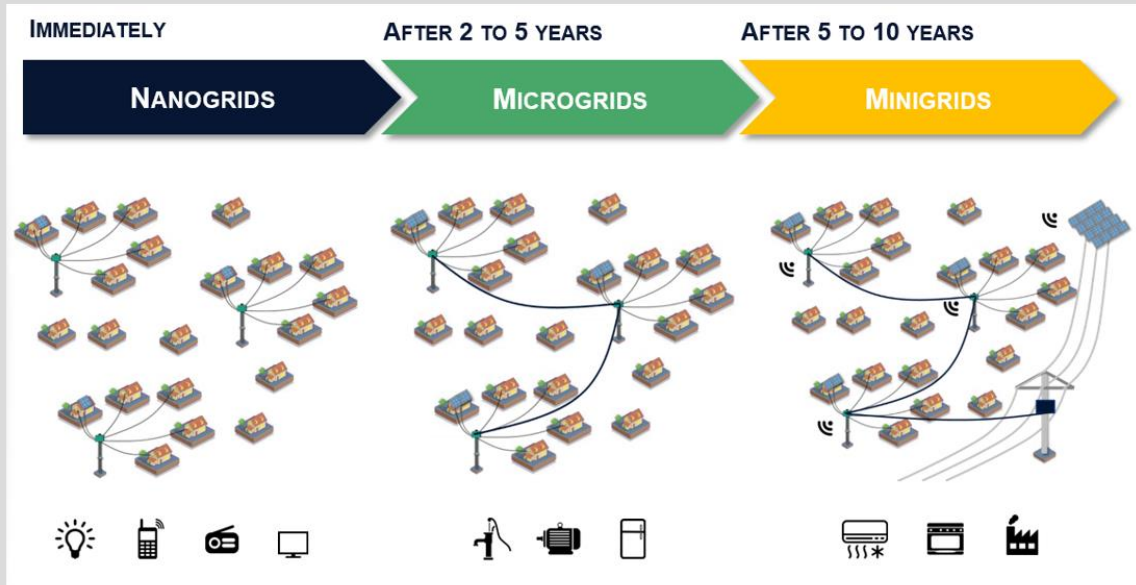 IMMEDIATELY
AFTER 2 TO 5 YEARS
AFTER 5 TO 10 YEARS
NANOGRIDS
MICROGRIDS
MINIGRIDS